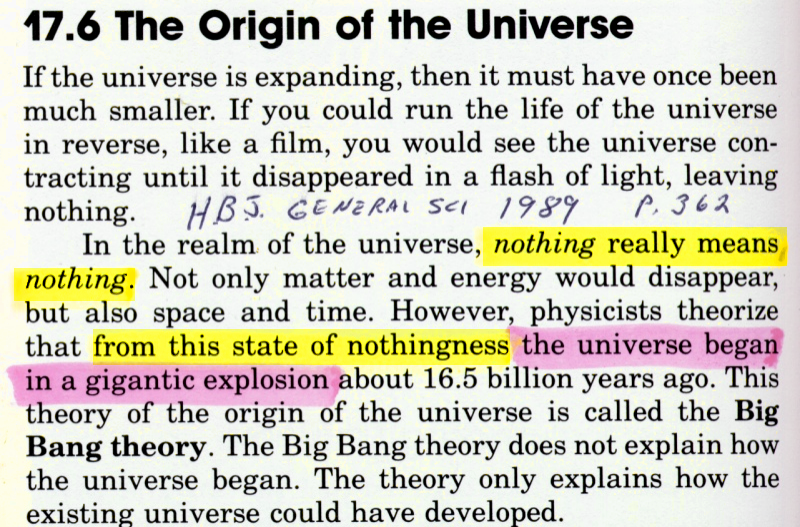 17.6 The Origin of the Universe
If the universe is expanding, then it must have once been
much smaller. If you could run the life of the universe
in reverse, like a film, you would see the universe con-
tracting until it disappeared in a flash of light, leaving
nothing. HBJ. GENERAL SCI 1989 P. 362
In the realm of the universe, nothing really means
nothing. Not only matter and energy would disappear,
but also space and time. However, physicists theorize
that from this state of nothingness the universe began
in a gigantic explosion about 16.5 billion years ago. This
theory of the origin of the universe is called the Big
Bang theory. The Big Bang theory does not explain how
the universe began. The theory only explains how the
existing universe could have developed.